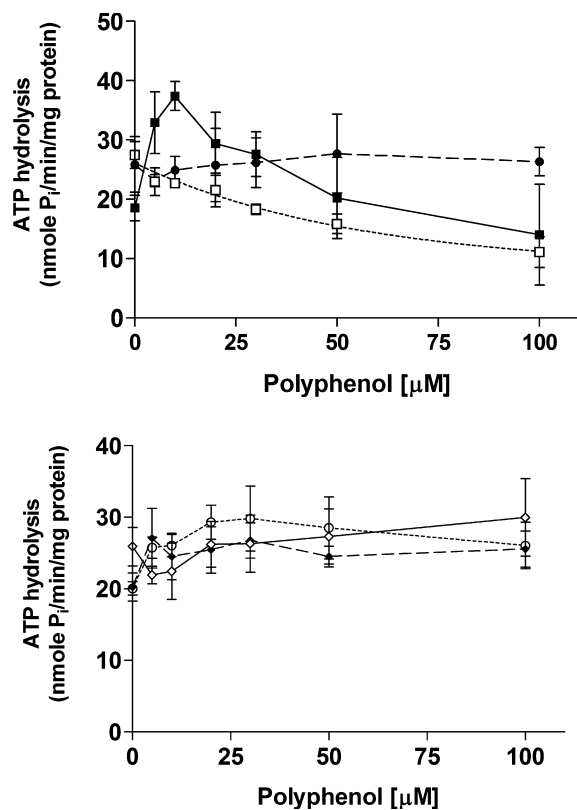 ATP hydrolysis
(nmole Pi/min/mg protein)
50
40
30
20
10
0
0 25 50 75 100
Polyphenol [μM]
ATP hydrolysis
(nmole Pi/min/mg protein)
40
30
20
10
0
0 25 50 75 100
Polyphenol [μM]